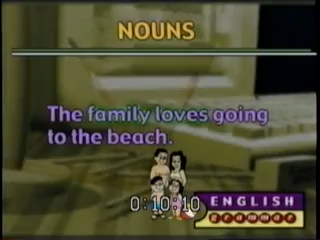 NOUNS
The family loves going
to the beach.
0:10:10
ENGLISH
grammar